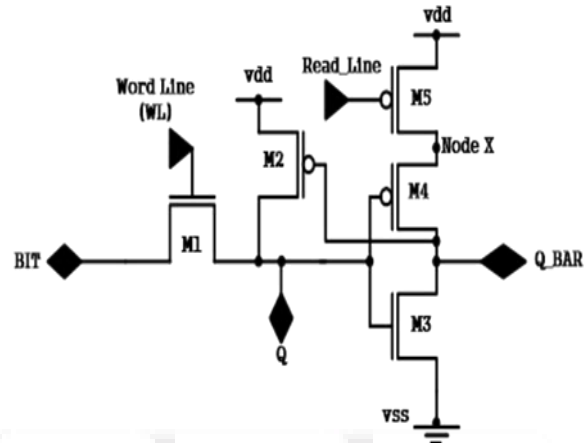 vdd
Read_Line
M5
Word Line
(WL)
vdd
Node X
M2
M4
M1
BIT
Q_BAR
M3
Q
vss